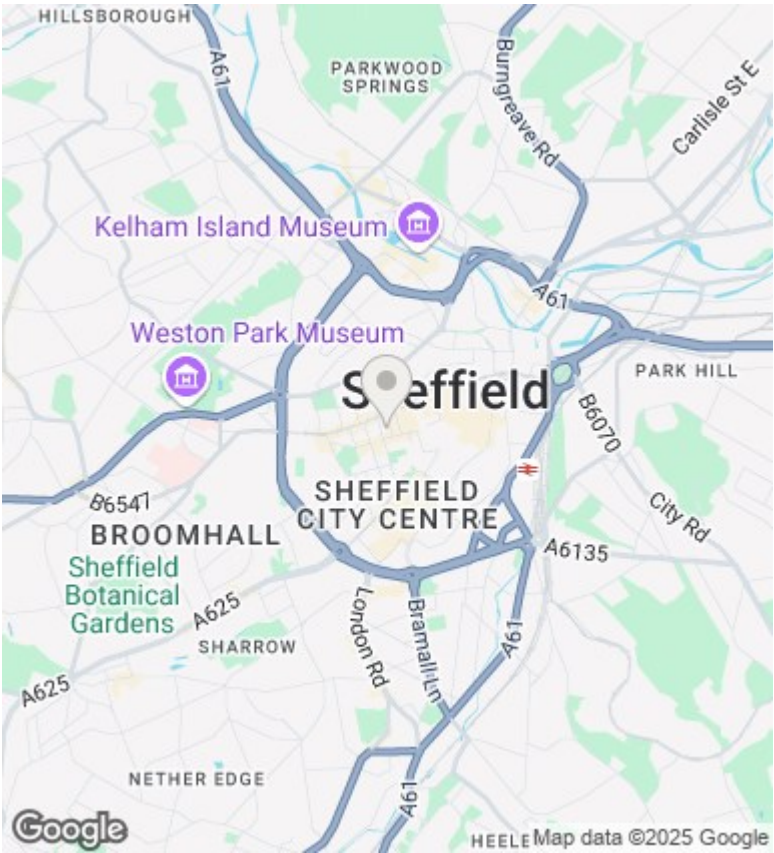 HILLSBOROUGH
A61
PARKWOOD
SPRINGS
Burngreave Rd
Carlisle St E
Kelham Island Museum
A61
Weston Park Museum
Sheffield
PARK HILL
B6070
SHEFFIELD
CITY CENTRE
B6547
BROOMHALL
City Rd
Sheffield
Botanical
Gardens
A6135
A625
London Rd
Bramall Ln
A61
SHARROW
A625
NETHER EDGE
A61
Google
HEELE
Map data ©2025 Google